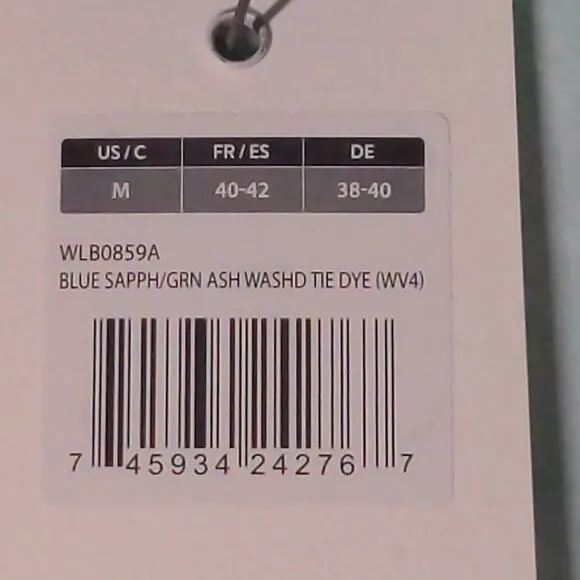 US / C FR / ES DE
M 40-42 38-40
WLB0859A
BLUE SAPPH/GRN ASH WASHD TIE DYE (WV4)
7 45934 24276 7